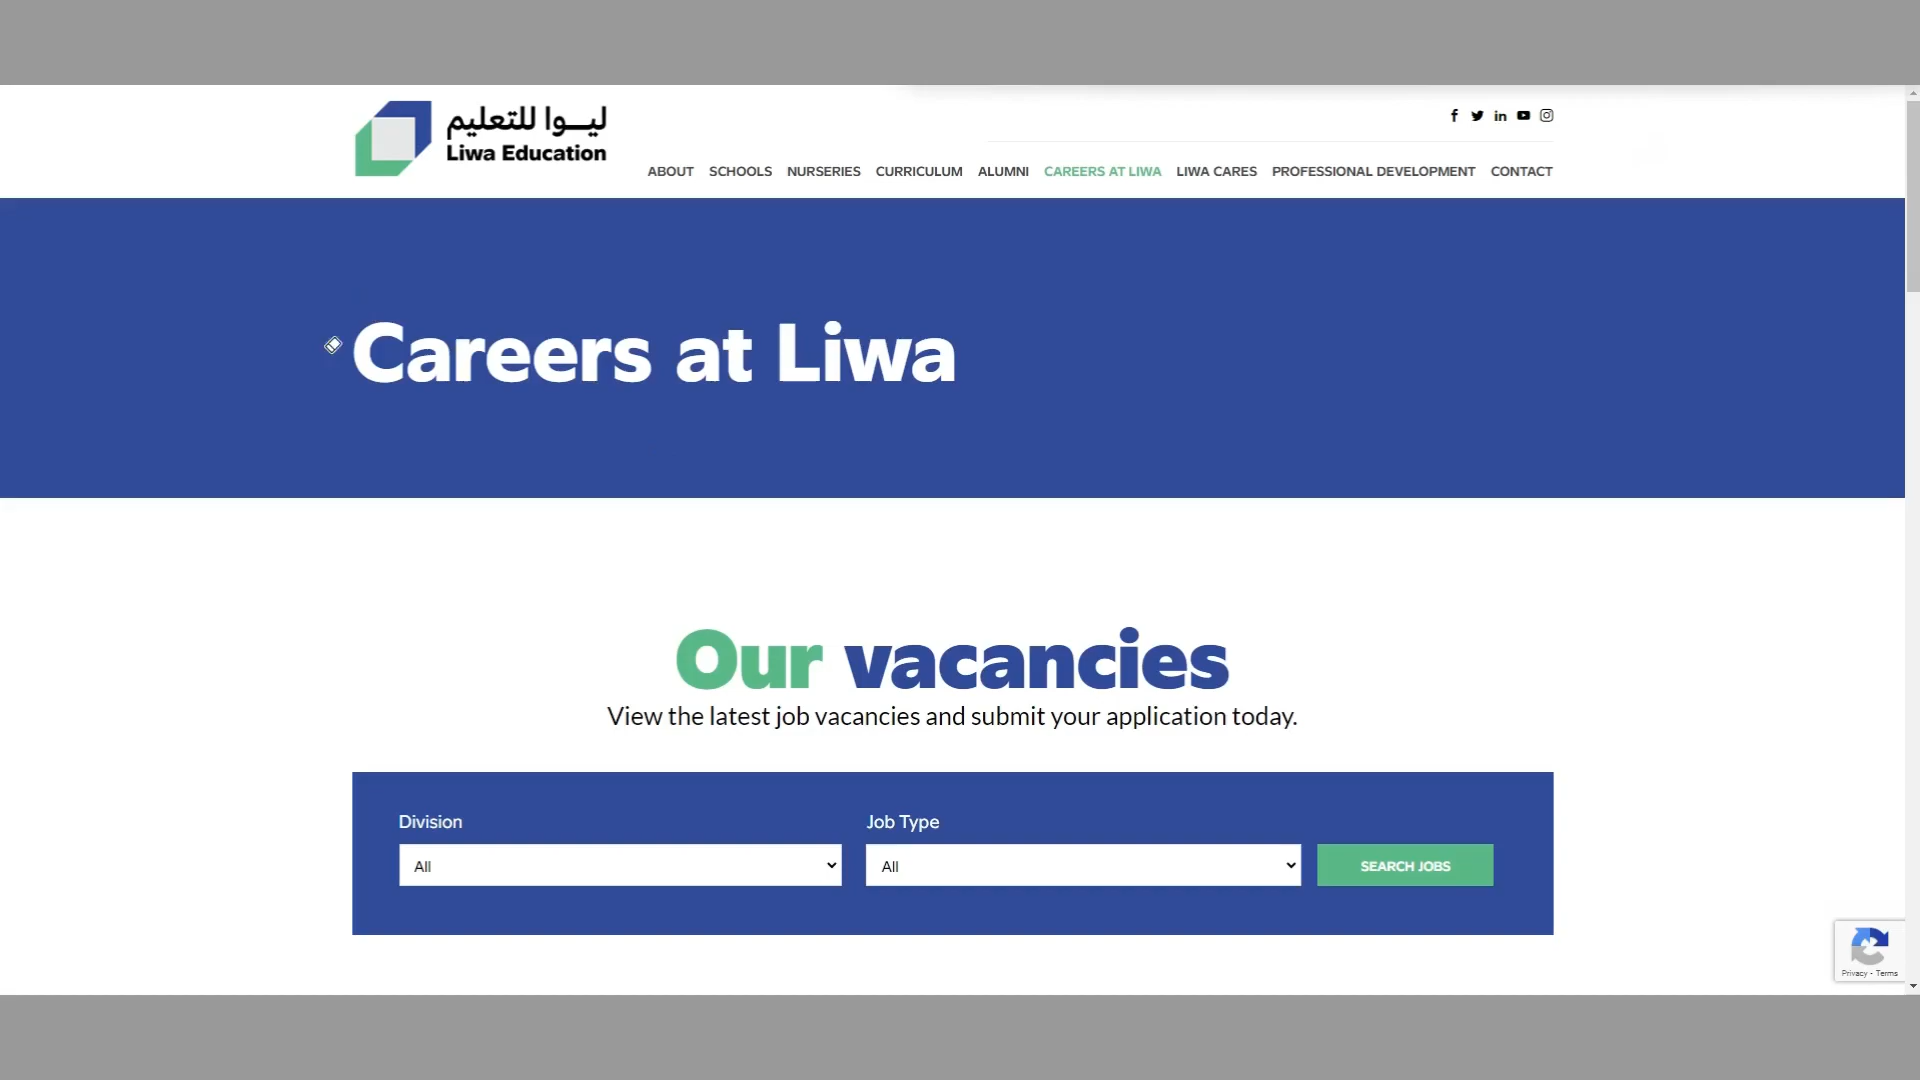 ليوا للتعليم
Liwa Education
ABOUT SCHOOLS NURSERIES CURRICULUM ALUMNI CAREERS AT LIWA LIWA CARES PROFESSIONAL DEVELOPMENT CONTACT
Careers at Liwa
Our vacancies
View the latest job vacancies and submit your application today.
Division Job Type
All All SEARCH JOBS
Privacy - Terms